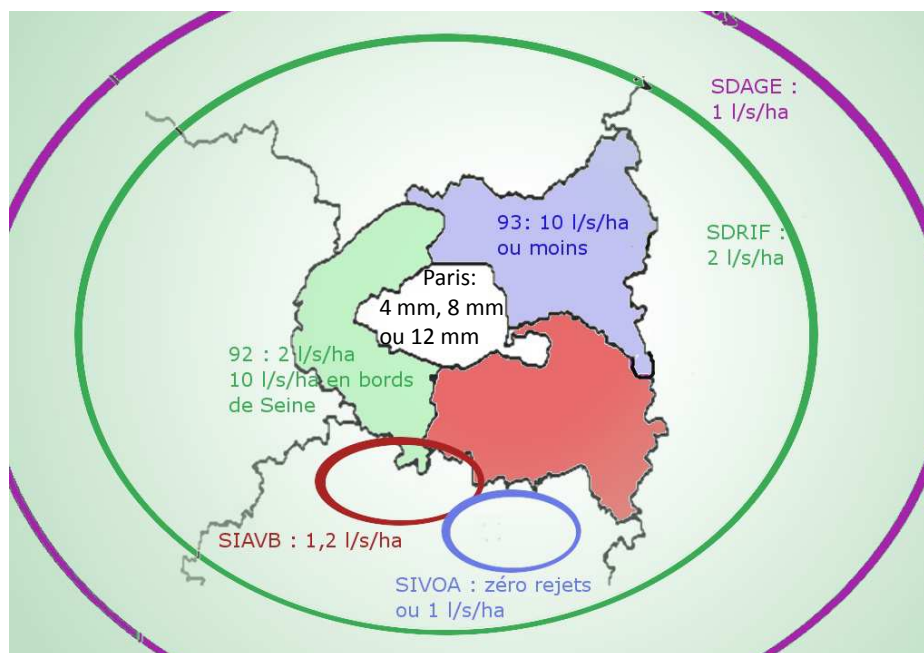 SDAGE :
1 l/s/ha
93: 10 l/s/ha
ou moins
SDRIF :
2 l/s/ha
Paris:
4 mm, 8 mm
ou 12 mm
92 : 2 l/s/ha
10 l/s/ha en bords
de Seine
SIAVB : 1,2 l/s/ha
SIVOA : zéro rejets
ou 1 l/s/ha